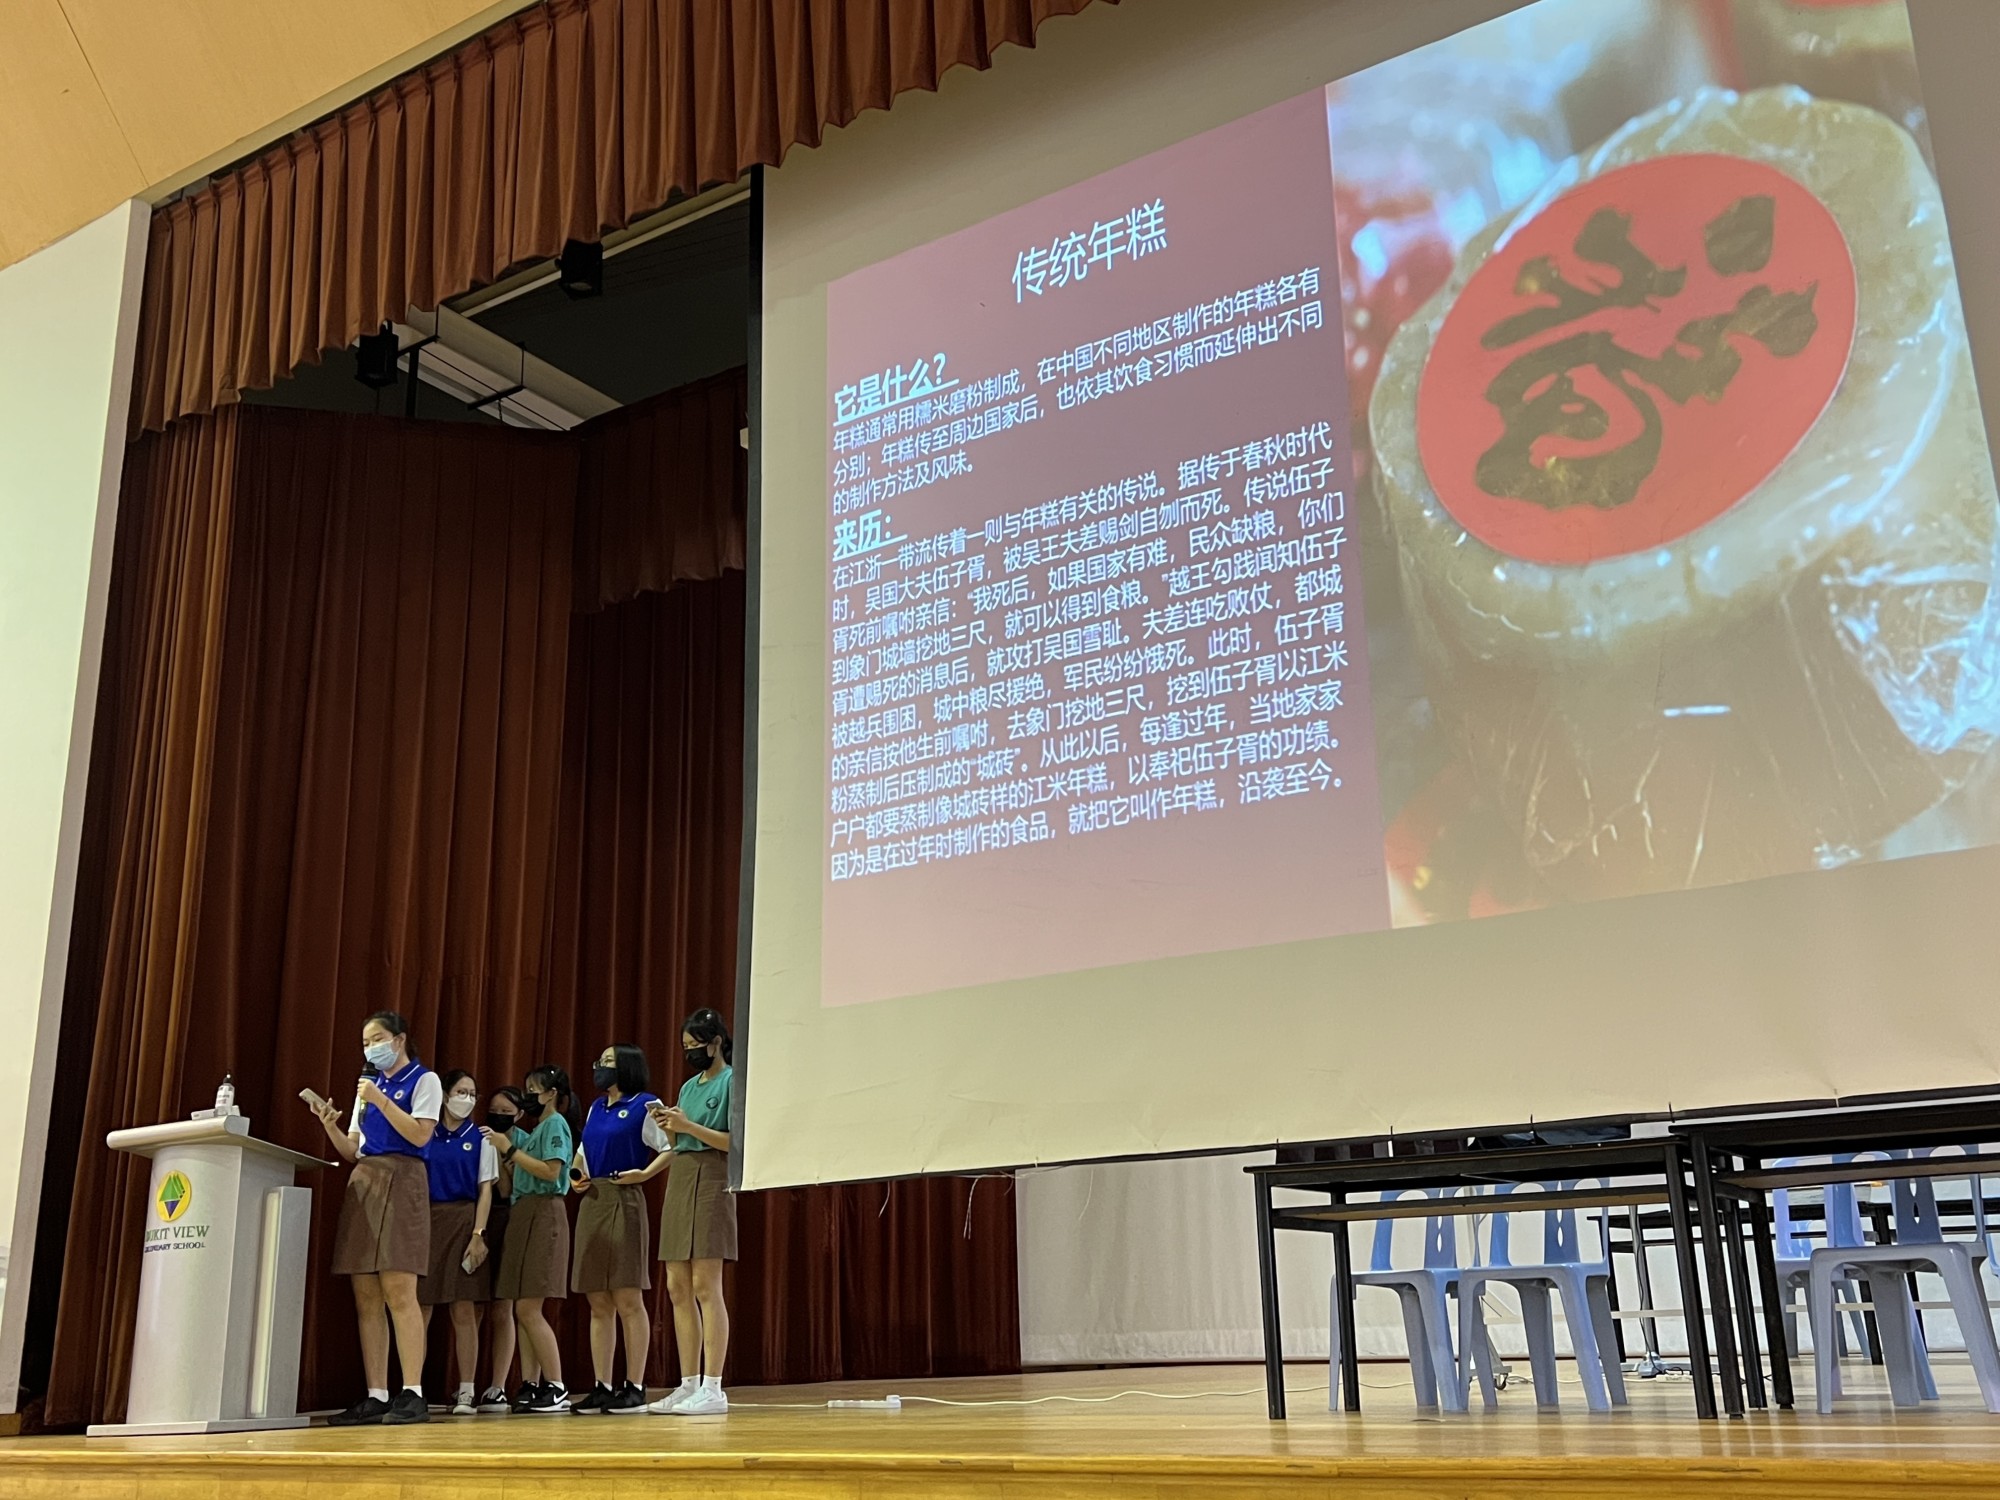 传统年糕
它是什么？
年糕通常用糯米磨粉制成，在中国不同地区制作的年糕各有
分别；年糕传至周边国家后，也依其饮食习惯而延伸出不同
的制作方法及风味。
来历：
在江浙一带流传着一则与年糕有关的传说。据传于春秋时代
时，吴国大夫伍子胥，被吴王夫差赐剑自刎而死。传说伍子
胥死前嘱咐亲信：“我死后，如果国家有难，民众缺粮，你们
到象门城墙挖地三尺，就可以得到食粮。”越王勾践闻知伍子
胥遭赐死的消息后，就攻打吴国雪耻。夫差连吃败仗，都城
被越兵围困，城中粮尽援绝，军民纷纷饿死。此时，伍子胥
的亲信按他生前嘱咐，去象门挖地三尺，挖到伍子胥以江米
粉蒸制后压制成的“城砖”。从此以后，每逢过年，当地家家
户户都要蒸制像城砖样的江米年糕，以奉祀伍子胥的功绩。
因为是在过年时制作的食品，就把它叫作年糕，沿袭至今。
BUKIT VIEW
SECONDARY SCHOOL